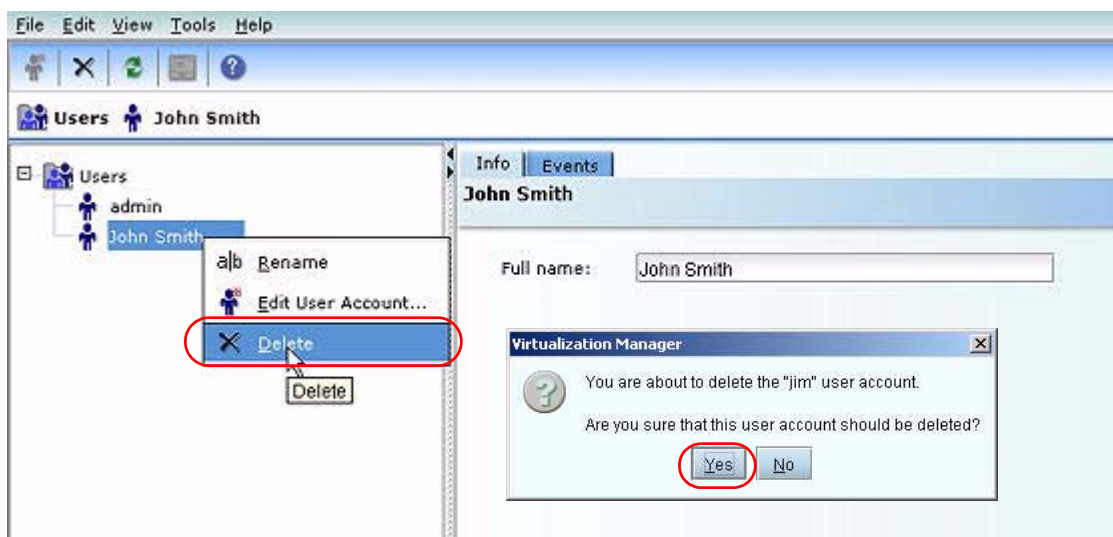 File Edit View Tools Help
Users John Smith
Users
admin
John Smith
a|b Rename
Edit User Account...
Delete
Delete
Info Events
John Smith
Full name: John Smith
Virtualization Manager
You are about to delete the "jim" user account.
Are you sure that this user account should be deleted?
Yes No